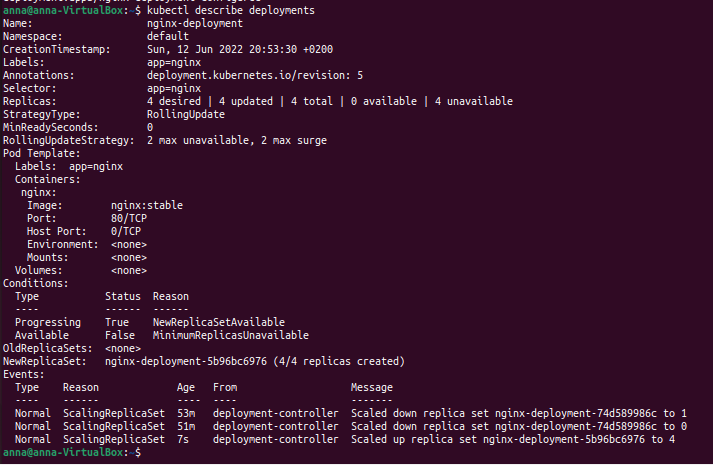 anna@anna-VirtualBox:~$ kubectl describe deployments
Name:                   nginx-deployment
Namespace:              default
CreationTimestamp:      Sun, 12 Jun 2022 20:53:30 +0200
Labels:                 app=nginx
Annotations:            deployment.kubernetes.io/revision: 5
Selector:               app=nginx
Replicas:               4 desired | 4 updated | 4 total | 0 available | 4 unavailable
StrategyType:           RollingUpdate
MinReadySeconds:        0
RollingUpdateStrategy:  2 max unavailable, 2 max surge
Pod Template:
  Labels:  app=nginx
  Containers:
   nginx:
    Image:        nginx:stable
    Port:         80/TCP
    Host Port:    0/TCP
    Environment:  <none>
    Mounts:       <none>
  Volumes:        <none>
Conditions:
  Type           Status  Reason
  ----           ------  ------
  Progressing    True    NewReplicaSetAvailable
  Available      False   MinimumReplicasUnavailable
OldReplicaSets:  <none>
NewReplicaSet:   nginx-deployment-5b96bc6976 (4/4 replicas created)
Events:
  Type    Reason             Age   From                   Message
  ----    ------             ----  ----                   -------
  Normal  ScalingReplicaSet  53m   deployment-controller  Scaled down replica set nginx-deployment-74d589986c to 1
  Normal  ScalingReplicaSet  51m   deployment-controller  Scaled down replica set nginx-deployment-74d589986c to 0
  Normal  ScalingReplicaSet  7s    deployment-controller  Scaled up replica set nginx-deployment-5b96bc6976 to 4
anna@anna-VirtualBox:~$